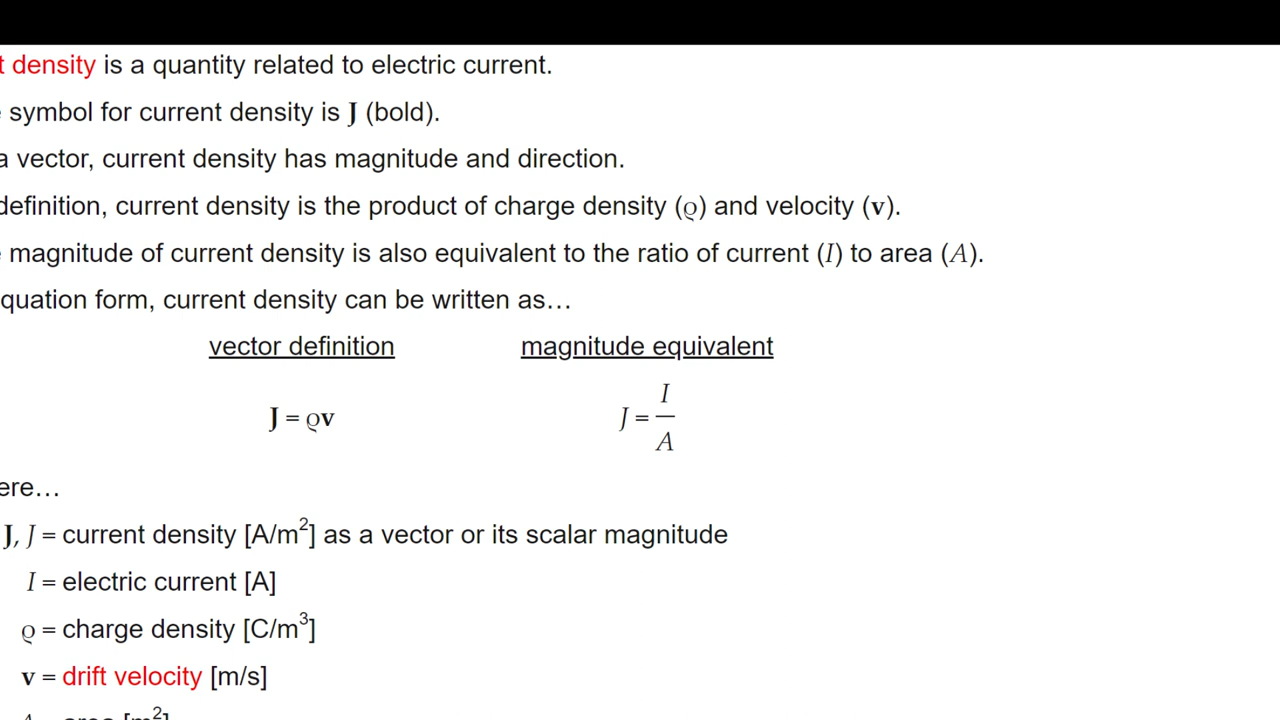 density is a quantity related to electric current.
symbol for current density is J (bold).
a vector, current density has magnitude and direction.
definition, current density is the product of charge density (ϱ) and velocity (v).
magnitude of current density is also equivalent to the ratio of current (I) to area (A).
quation form, current density can be written as…
vector definition magnitude equivalent
J = ϱv J = I/A
ere…
J, J = current density [A/m²] as a vector or its scalar magnitude
I = electric current [A]
ϱ = charge density [C/m³]
v = drift velocity [m/s]
A = area [m²]